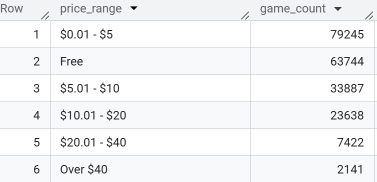 Row price_range game_count
1 $0.01 - $5 79245
2 Free 63744
3 $5.01 - $10 33887
4 $10.01 - $20 23638
5 $20.01 - $40 7422
6 Over $40 2141